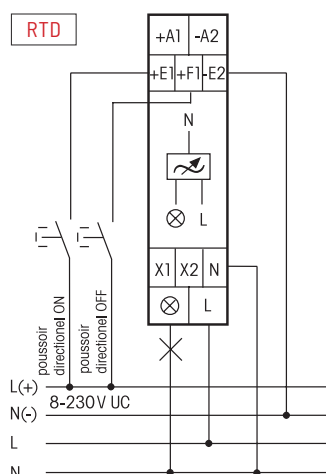 RTD
+A1 -A2
+E1 +F1 -E2
N
L
X1 X2 N
L
poussoir
directionel ON
poussoir
directionel OFF
L(+)
8-230V UC
N(-)
L
N